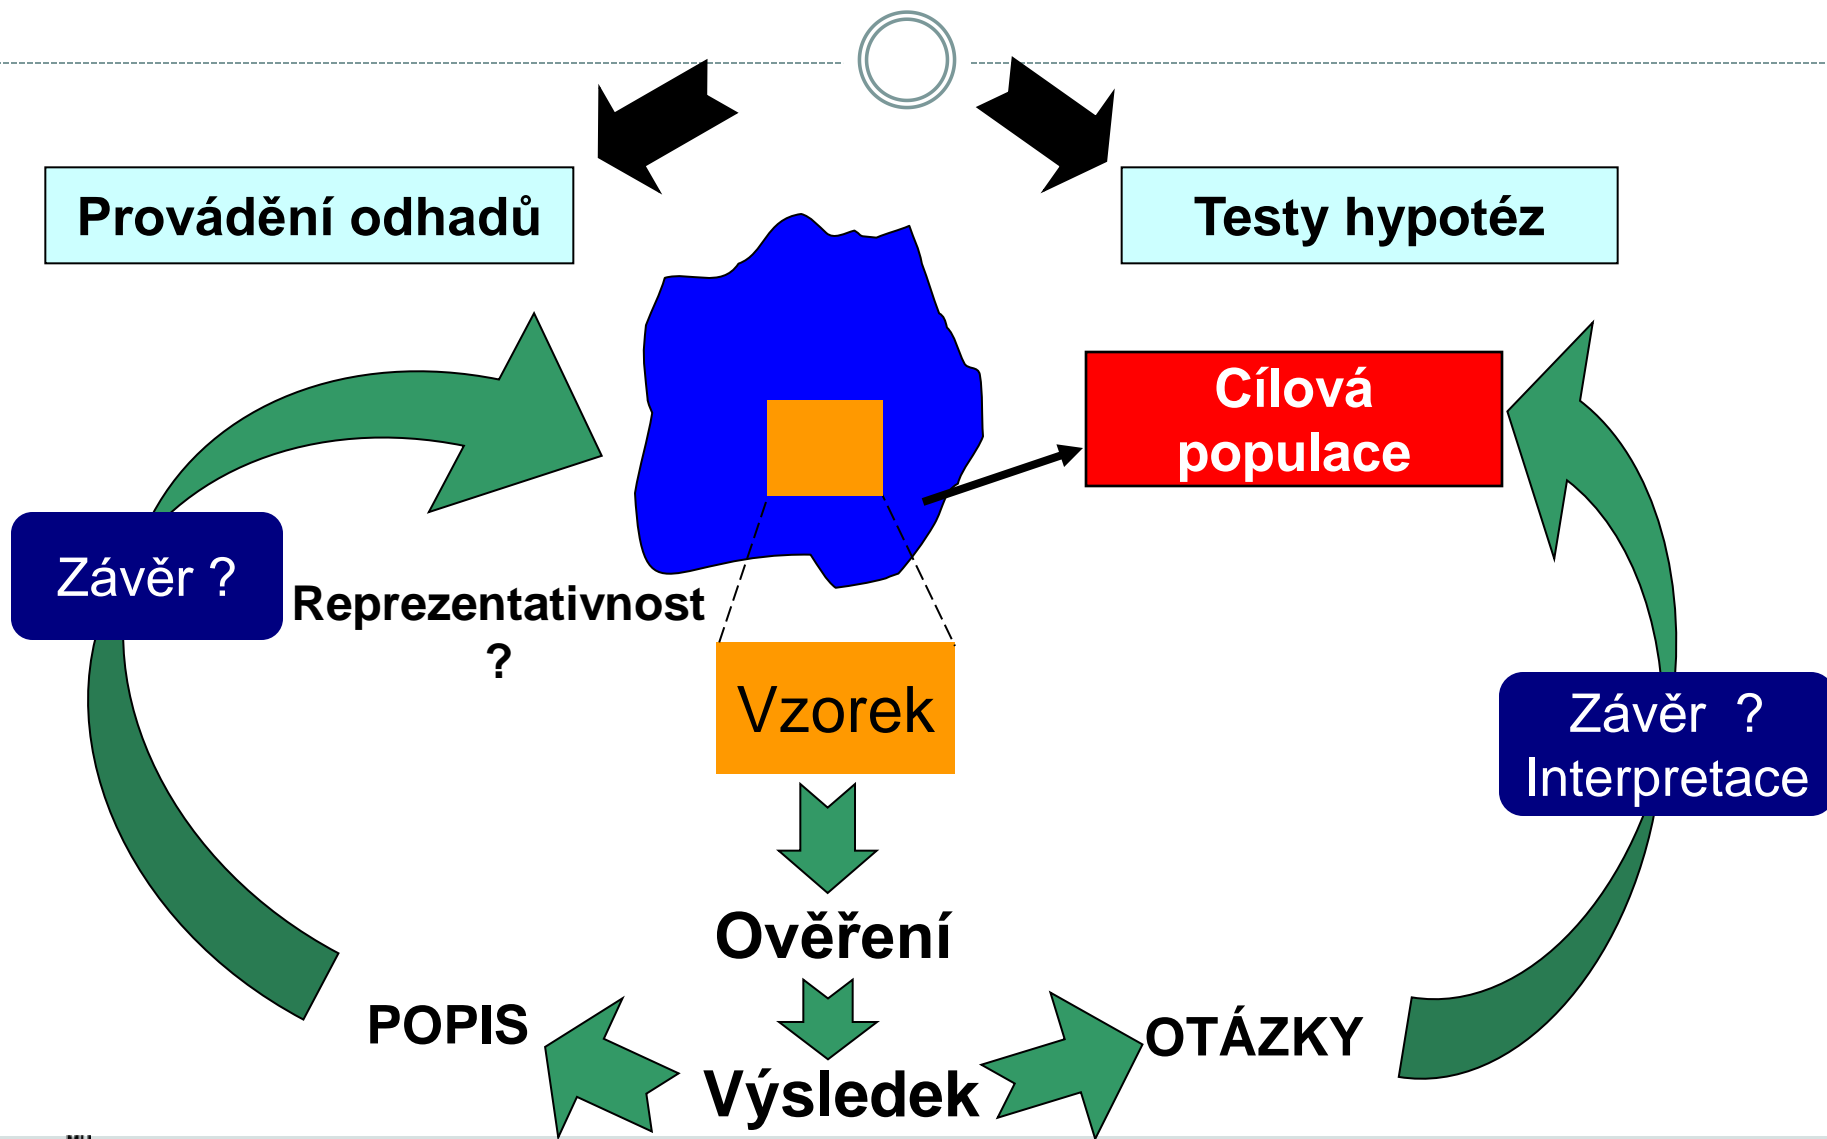 Provádění odhadů
Testy hypotéz
Cílová
populace
Závěr ?
Reprezentativnost
?
Vzorek
Závěr ?
Interpretace
Ověření
POPIS
OTÁZKY
Výsledek